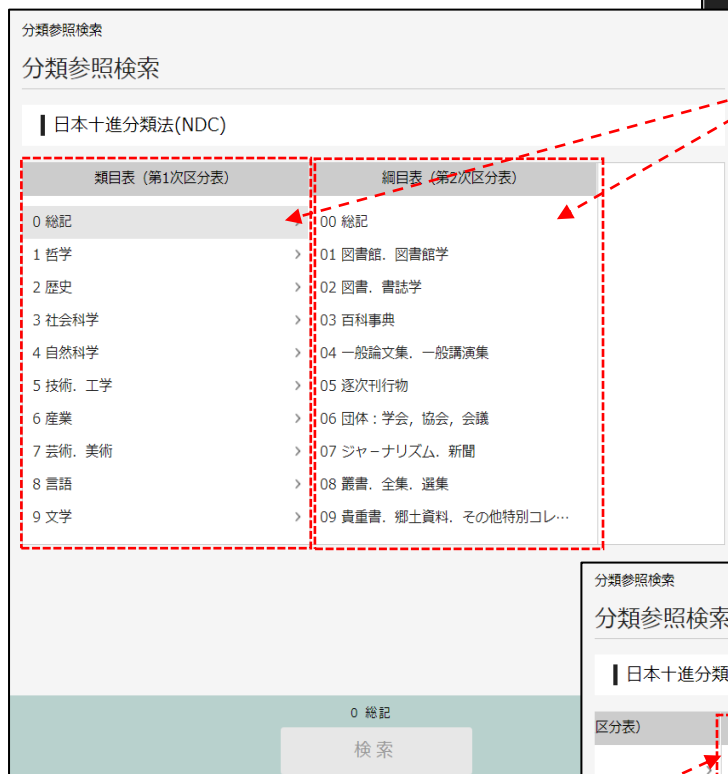 分類参照検索
分類参照検索
日本十進分類法(NDC)
類目表（第1次区分表）
綱目表（第2次区分表）
0 総記
00 総記
1 哲学
01 図書館．図書館学
2 歴史
02 図書．書誌学
3 社会科学
03 百科事典
4 自然科学
04 一般論文集．一般講演集
5 技術．工学
05 逐次刊行物
6 産業
06 団体：学会，協会，会議
7 芸術．美術
07 ジャ－ナリズム．新聞
8 言語
08 叢書．全集．選集
9 文学
09 貴重書．郷土資料．その他特別コレ…
0 総記
検索
分類参照検索
分類参照検索
日本十進分類
区分表）